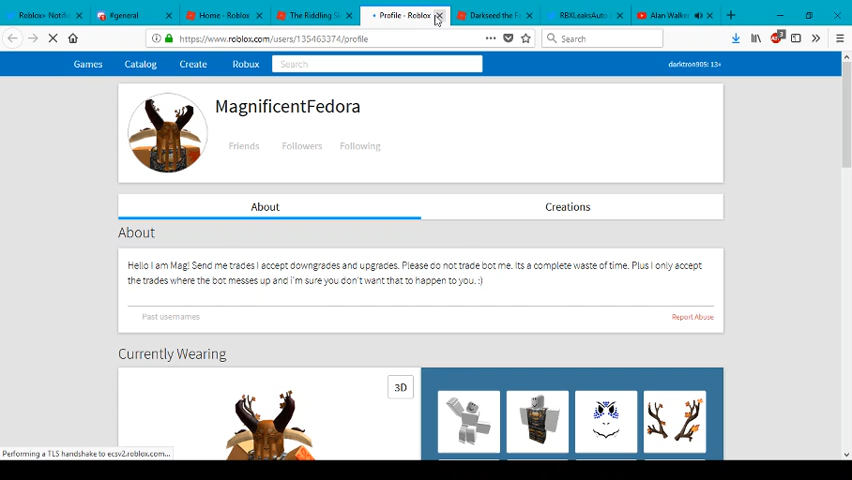 Roblox+ Notific
#general
Home - Roblox
The Riddling Sk
Profile - Roblox
Darkseed the F
RBXLeaksAuto
Alan Walke
https://www.roblox.com/users/135463374/profile
Search
3
Games
Catalog
Create
Robux
Search
darktron905: 13+
MagnificentFedora
Friends
Followers
Following
About
Creations
About
Hello I am Mag! Send me trades I accept downgrades and upgrades. Please do not trade bot me. Its a complete waste of time. Plus I only accept
the trades where the bot messes up and i'm sure you don't want that to happen to you. :)
Past usernames
Report Abuse
Currently Wearing
3D
Performing a TLS handshake to ecsv2.roblox.com...